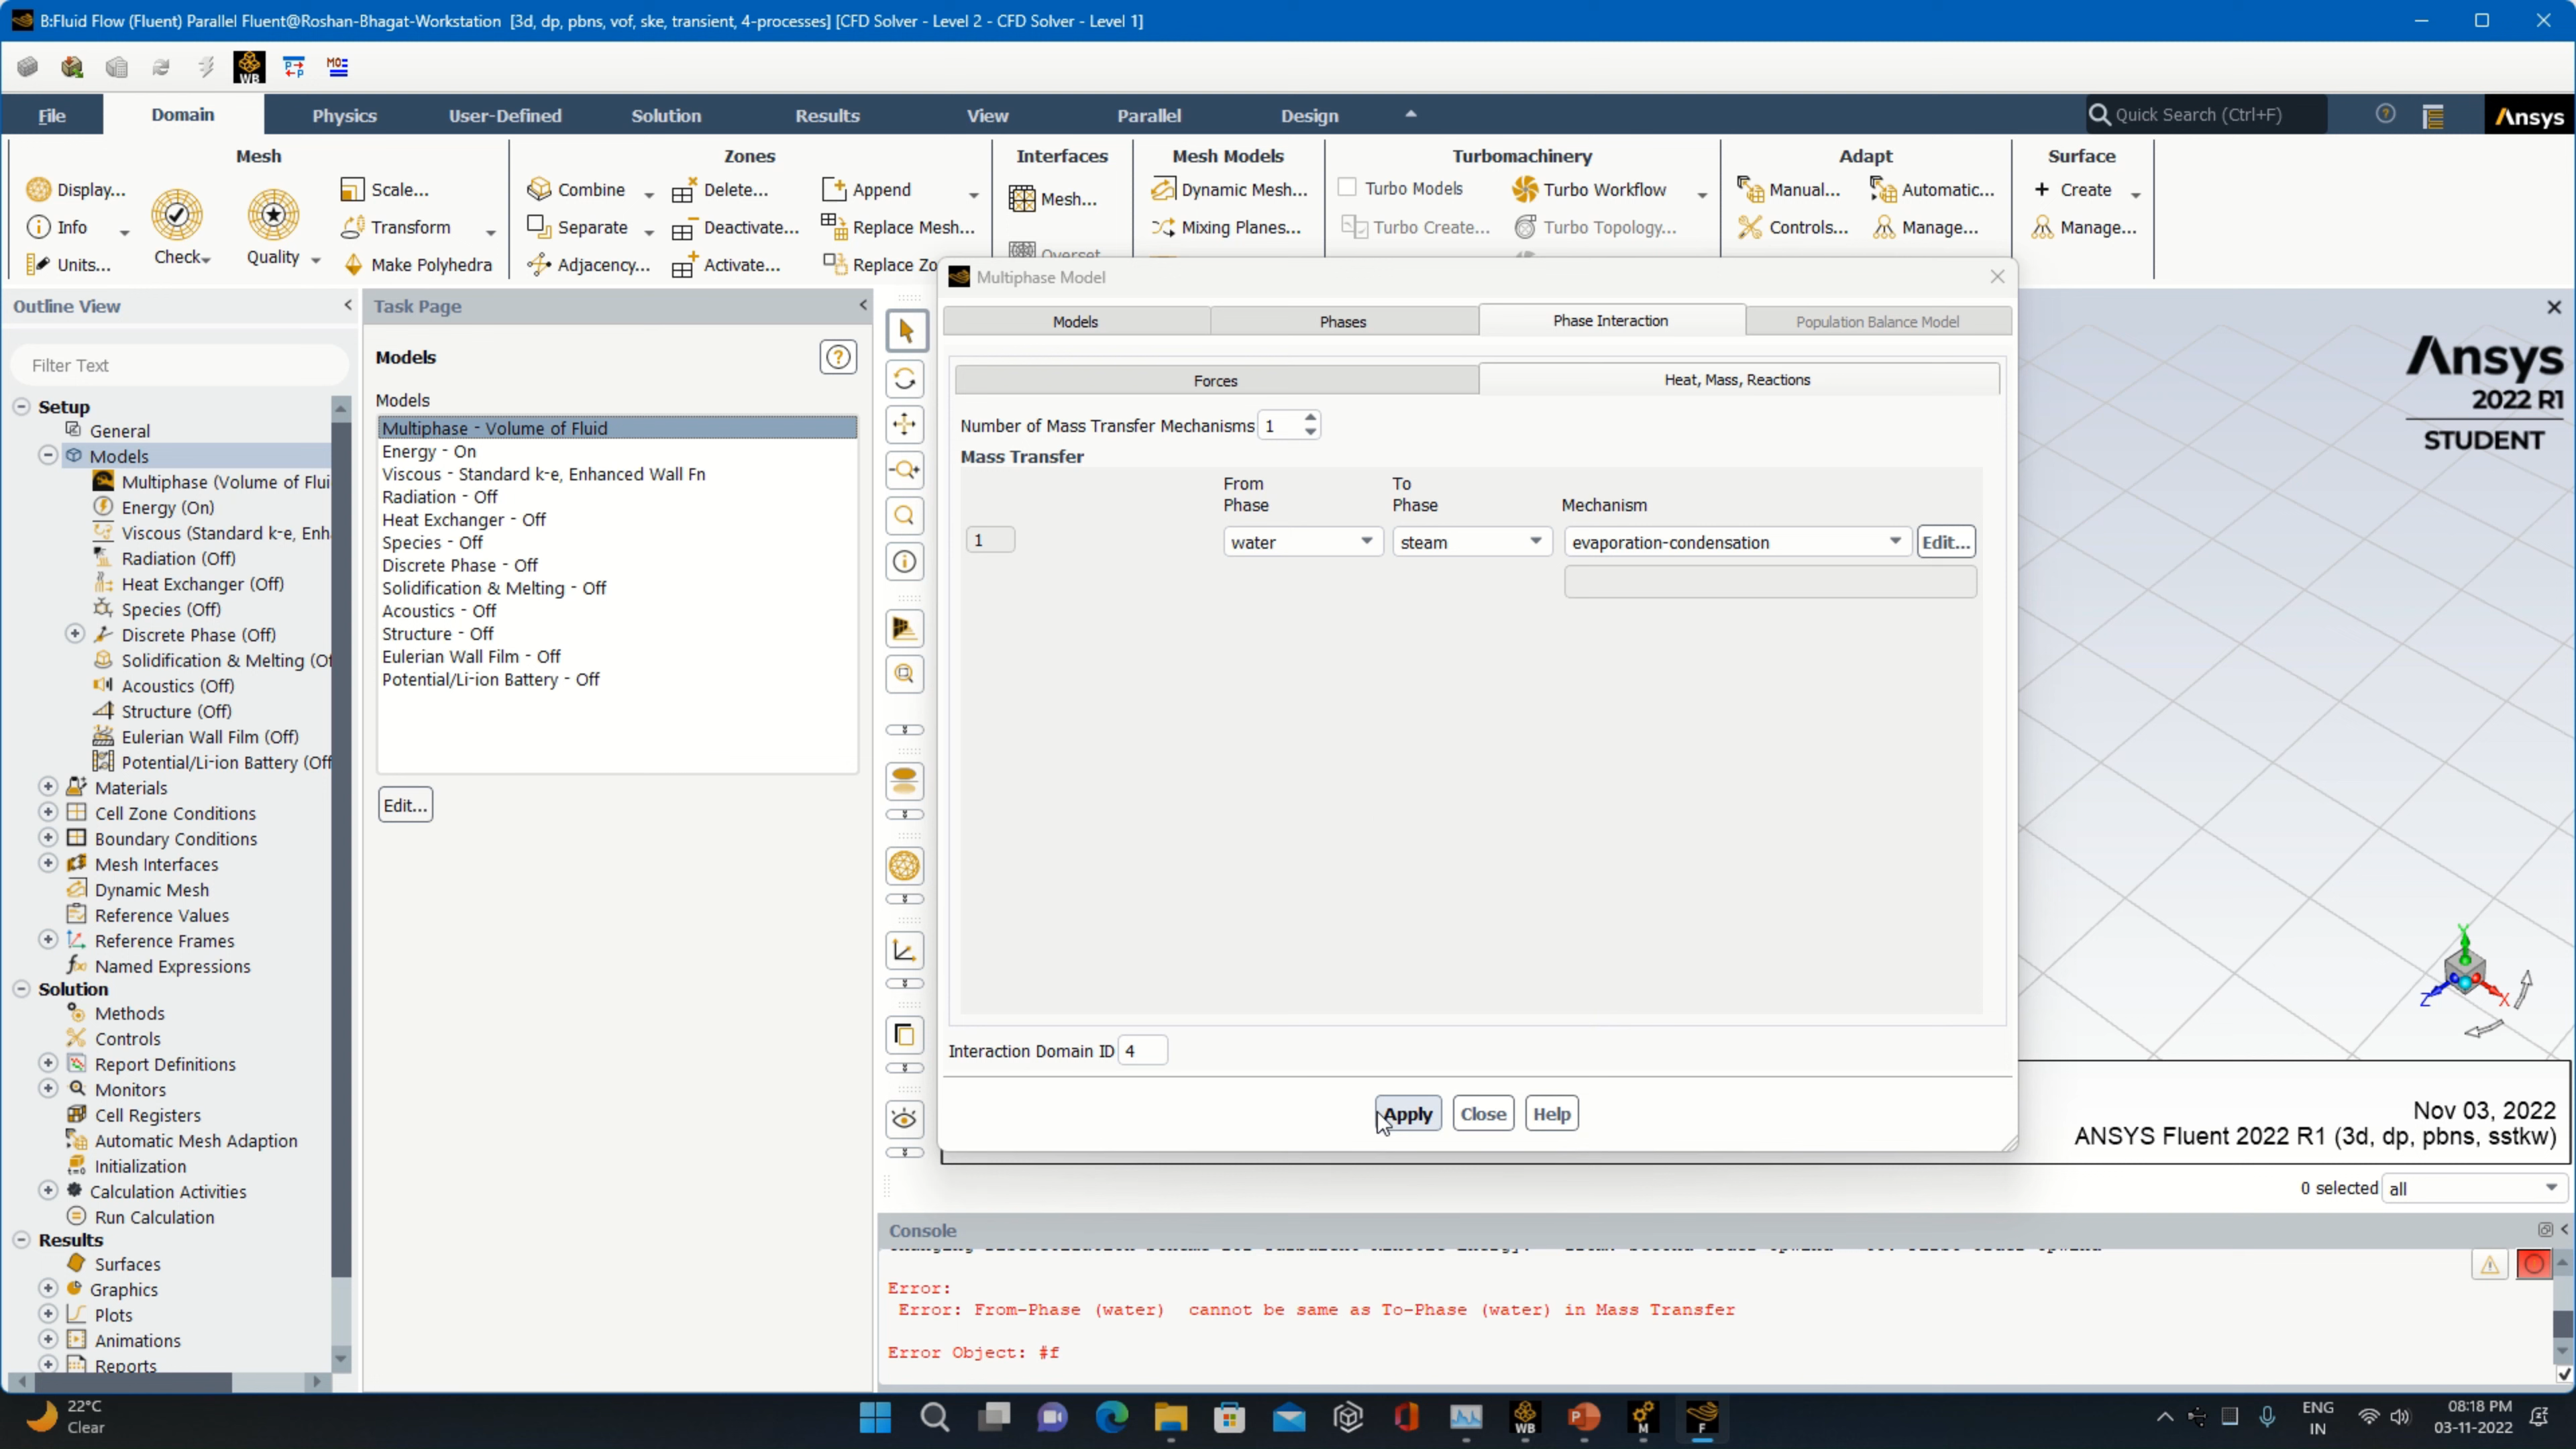 B:Fluid Flow (Fluent) Parallel Fluent@Roshan-Bhagat-Workstation [3d, dp, pbns, vof, ske, transient, 4-processes] [CFD Solver - Level 2 - CFD Solver - Level 1]
WB
File Domain Physics User-Defined Solution Results View Parallel Design Quick Search (Ctrl+F) Ansys
Mesh Zones Interfaces Mesh Models Turbomachinery Adapt Surface
Display... Scale... Combine Delete... Append Mesh... Dynamic Mesh... Turbo Models Turbo Workflow Manual... Automatic... + Create
Info Transform Separate Deactivate... Replace Mesh... Mixing Planes... Turbo Create... Turbo Topology... Controls... Manage... Manage...
Units... Check Quality Make Polyhedra Adjacency... Activate... Replace Zo Overset
Outline View
Filter Text
Setup
General
Models
Multiphase (Volume of Flui
Energy (On)
Viscous (Standard k-e, Enh
Radiation (Off)
Heat Exchanger (Off)
Species (Off)
Discrete Phase (Off)
Solidification & Melting (Of
Acoustics (Off)
Structure (Off)
Eulerian Wall Film (Off)
Potential/Li-ion Battery (Off
Materials
Cell Zone Conditions
Boundary Conditions
Mesh Interfaces
Dynamic Mesh
Reference Values
Reference Frames
Named Expressions
Solution
Methods
Controls
Report Definitions
Monitors
Cell Registers
Automatic Mesh Adaption
Initialization
Calculation Activities
Run Calculation
Results
Surfaces
Graphics
Plots
Animations
Reports
Task Page
Models
Models
Multiphase - Volume of Fluid
Energy - On
Viscous - Standard k-e, Enhanced Wall Fn
Radiation - Off
Heat Exchanger - Off
Species - Off
Discrete Phase - Off
Solidification & Melting - Off
Acoustics - Off
Structure - Off
Eulerian Wall Film - Off
Potential/Li-ion Battery - Off
Edit...
Multiphase Model
Models Phases Phase Interaction Population Balance Model
Forces Heat, Mass, Reactions
Number of Mass Transfer Mechanisms 1
Mass Transfer
From Phase To Phase Mechanism
1 water steam evaporation-condensation Edit...
Interaction Domain ID 4
Apply Close Help
Ansys
2022 R1
STUDENT
Y
Z X
Nov 03, 2022
ANSYS Fluent 2022 R1 (3d, dp, pbns, sstkw)
0 selected all
Console
Error:
Error: From-Phase (water) cannot be same as To-Phase (water) in Mass Transfer
Error Object: #f
22°C
Clear
WB
M
F
ENG
IN
08:18 PM
03-11-2022